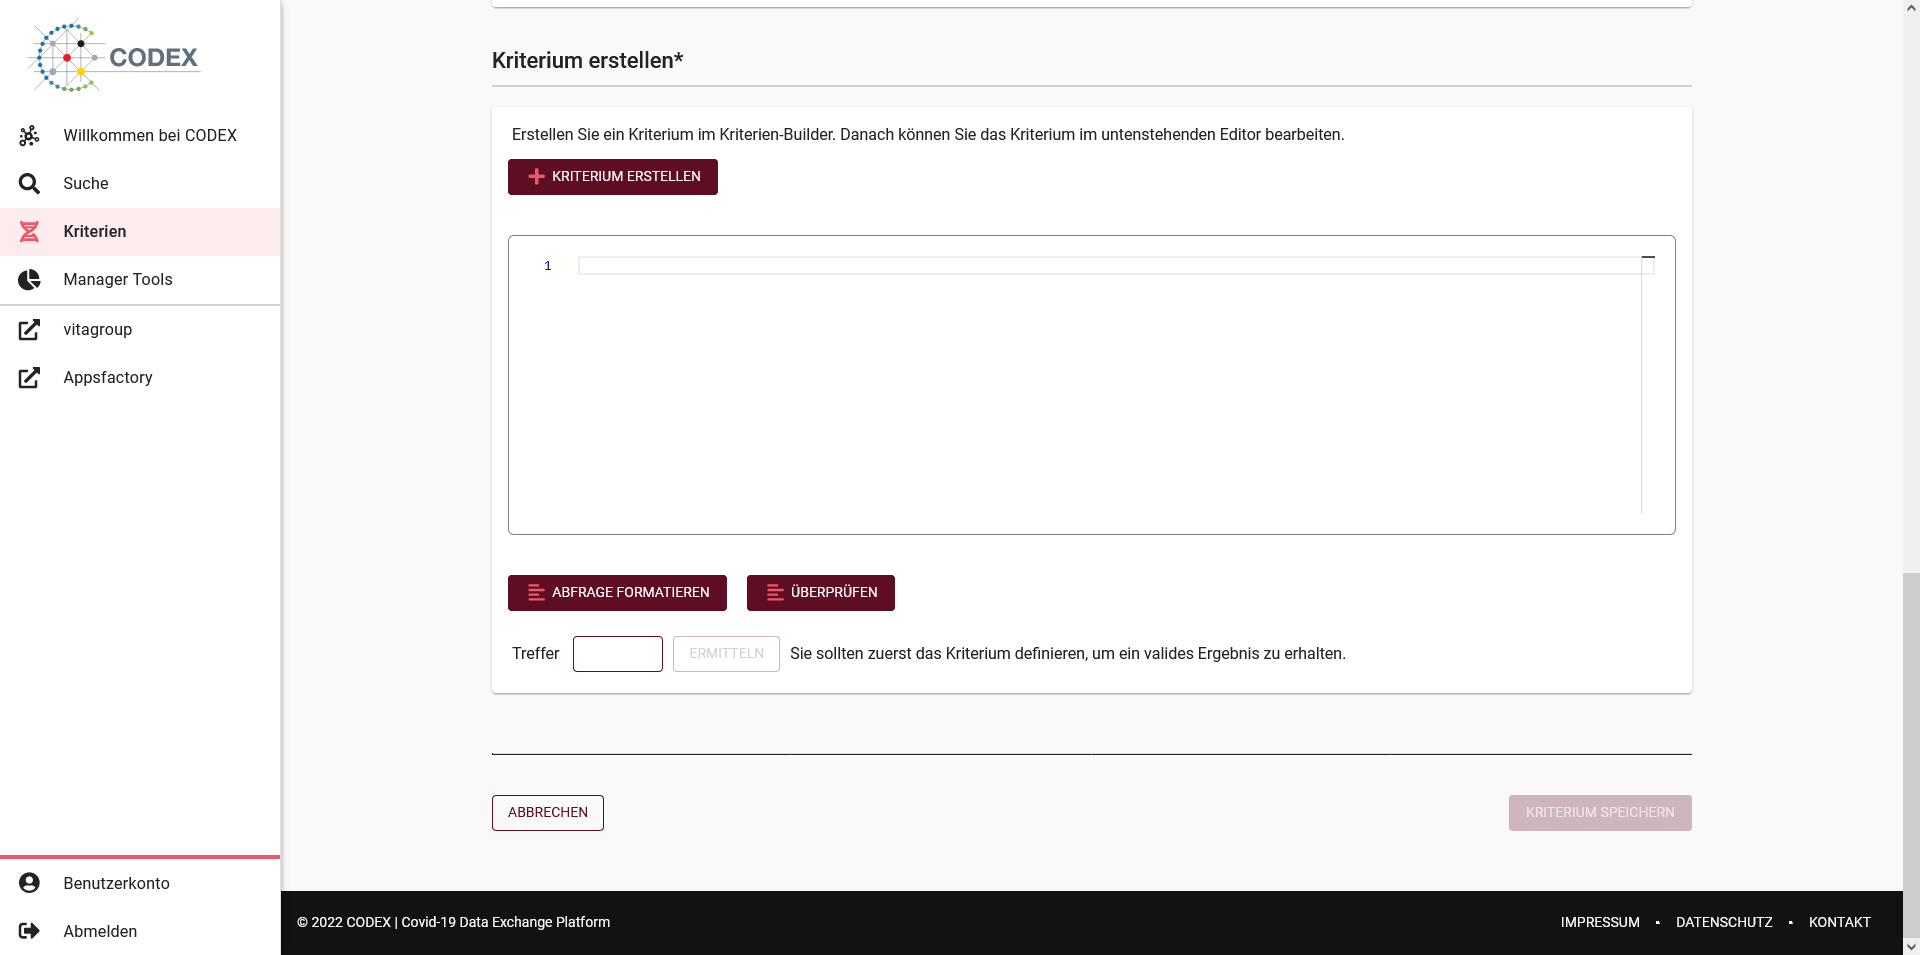 CODEX
Willkommen bei CODEX
Suche
Kriterien
Manager Tools
vitagroup
Appsfactory
Benutzerkonto
Abmelden
Kriterium erstellen*
Erstellen Sie ein Kriterium im Kriterien-Builder. Danach können Sie das Kriterium im untenstehenden Editor bearbeiten.
KRITERIUM ERSTELLEN
1
ABFRAGE FORMATIEREN
ÜBERPRÜFEN
Treffer
ERMITTELN
Sie sollten zuerst das Kriterium definieren, um ein valides Ergebnis zu erhalten.
ABBRECHEN
KRITERIUM SPEICHERN
© 2022 CODEX | Covid-19 Data Exchange Platform
IMPRESSUM • DATENSCHUTZ • KONTAKT